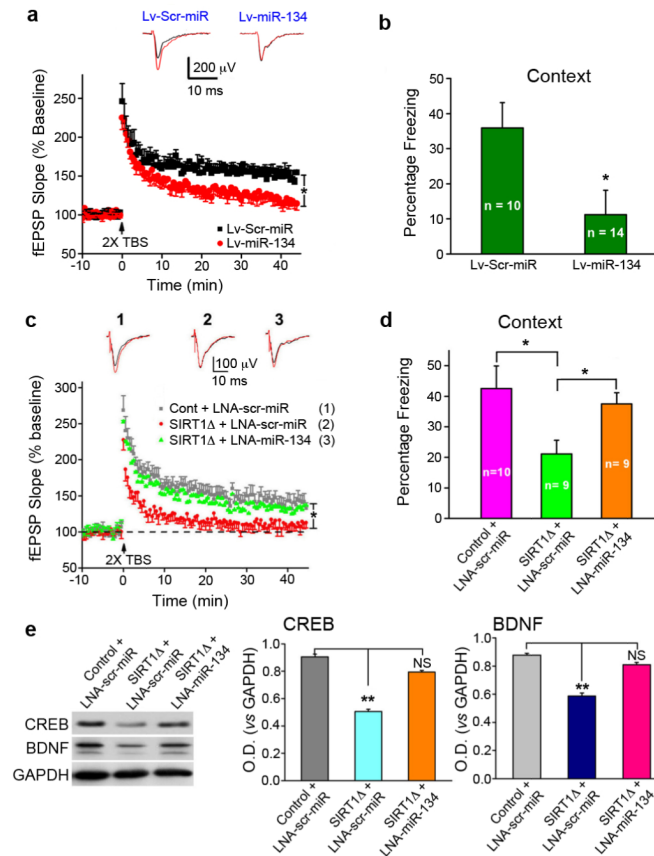 a
Lv-Scr-miR
Lv-miR-134
200 μV
10 ms
fEPSP Slope (% Baseline)
250
200
150
100
50
*
2X TBS
Lv-Scr-miR
Lv-miR-134
-10 0 10 20 30 40
Time (min)
b
Context
Percentage Freezing
50
40
30
20
10
0
n = 10
*
n = 14
Lv-Scr-miR
Lv-miR-134
c
1
2
3
100 μV
10 ms
fEPSP Slope (% baseline)
300
250
200
150
100
50
Cont + LNA-scr-miR (1)
SIRT1Δ + LNA-scr-miR (2)
SIRT1Δ + LNA-miR-134 (3)
*
2X TBS
-10 0 10 20 30 40
Time (min)
d
Context
Percentage Freezing
50
40
30
20
10
0
*
*
n=10
n= 9
n= 9
Control +
LNA-scr-miR
SIRT1Δ +
LNA-scr-miR
SIRT1Δ +
LNA-miR-134
e
Control +
LNA-scr-miR
SIRT1Δ +
LNA-scr-miR
SIRT1Δ +
LNA-miR-134
CREB
BDNF
GAPDH
CREB
O.D. (vs GAPDH)
1.0
0.8
0.6
0.4
0.2
0.0
**
NS
Control +
LNA-scr-miR
SIRT1Δ +
LNA-scr-miR
SIRT1Δ +
LNA-miR-134
BDNF
O.D. (vs GAPDH)
1.0
0.8
0.6
0.4
0.2
0.0
**
NS
Control +
LNA-scr-miR
SIRT1Δ +
LNA-scr-miR
SIRT1Δ +
LNA-miR-134